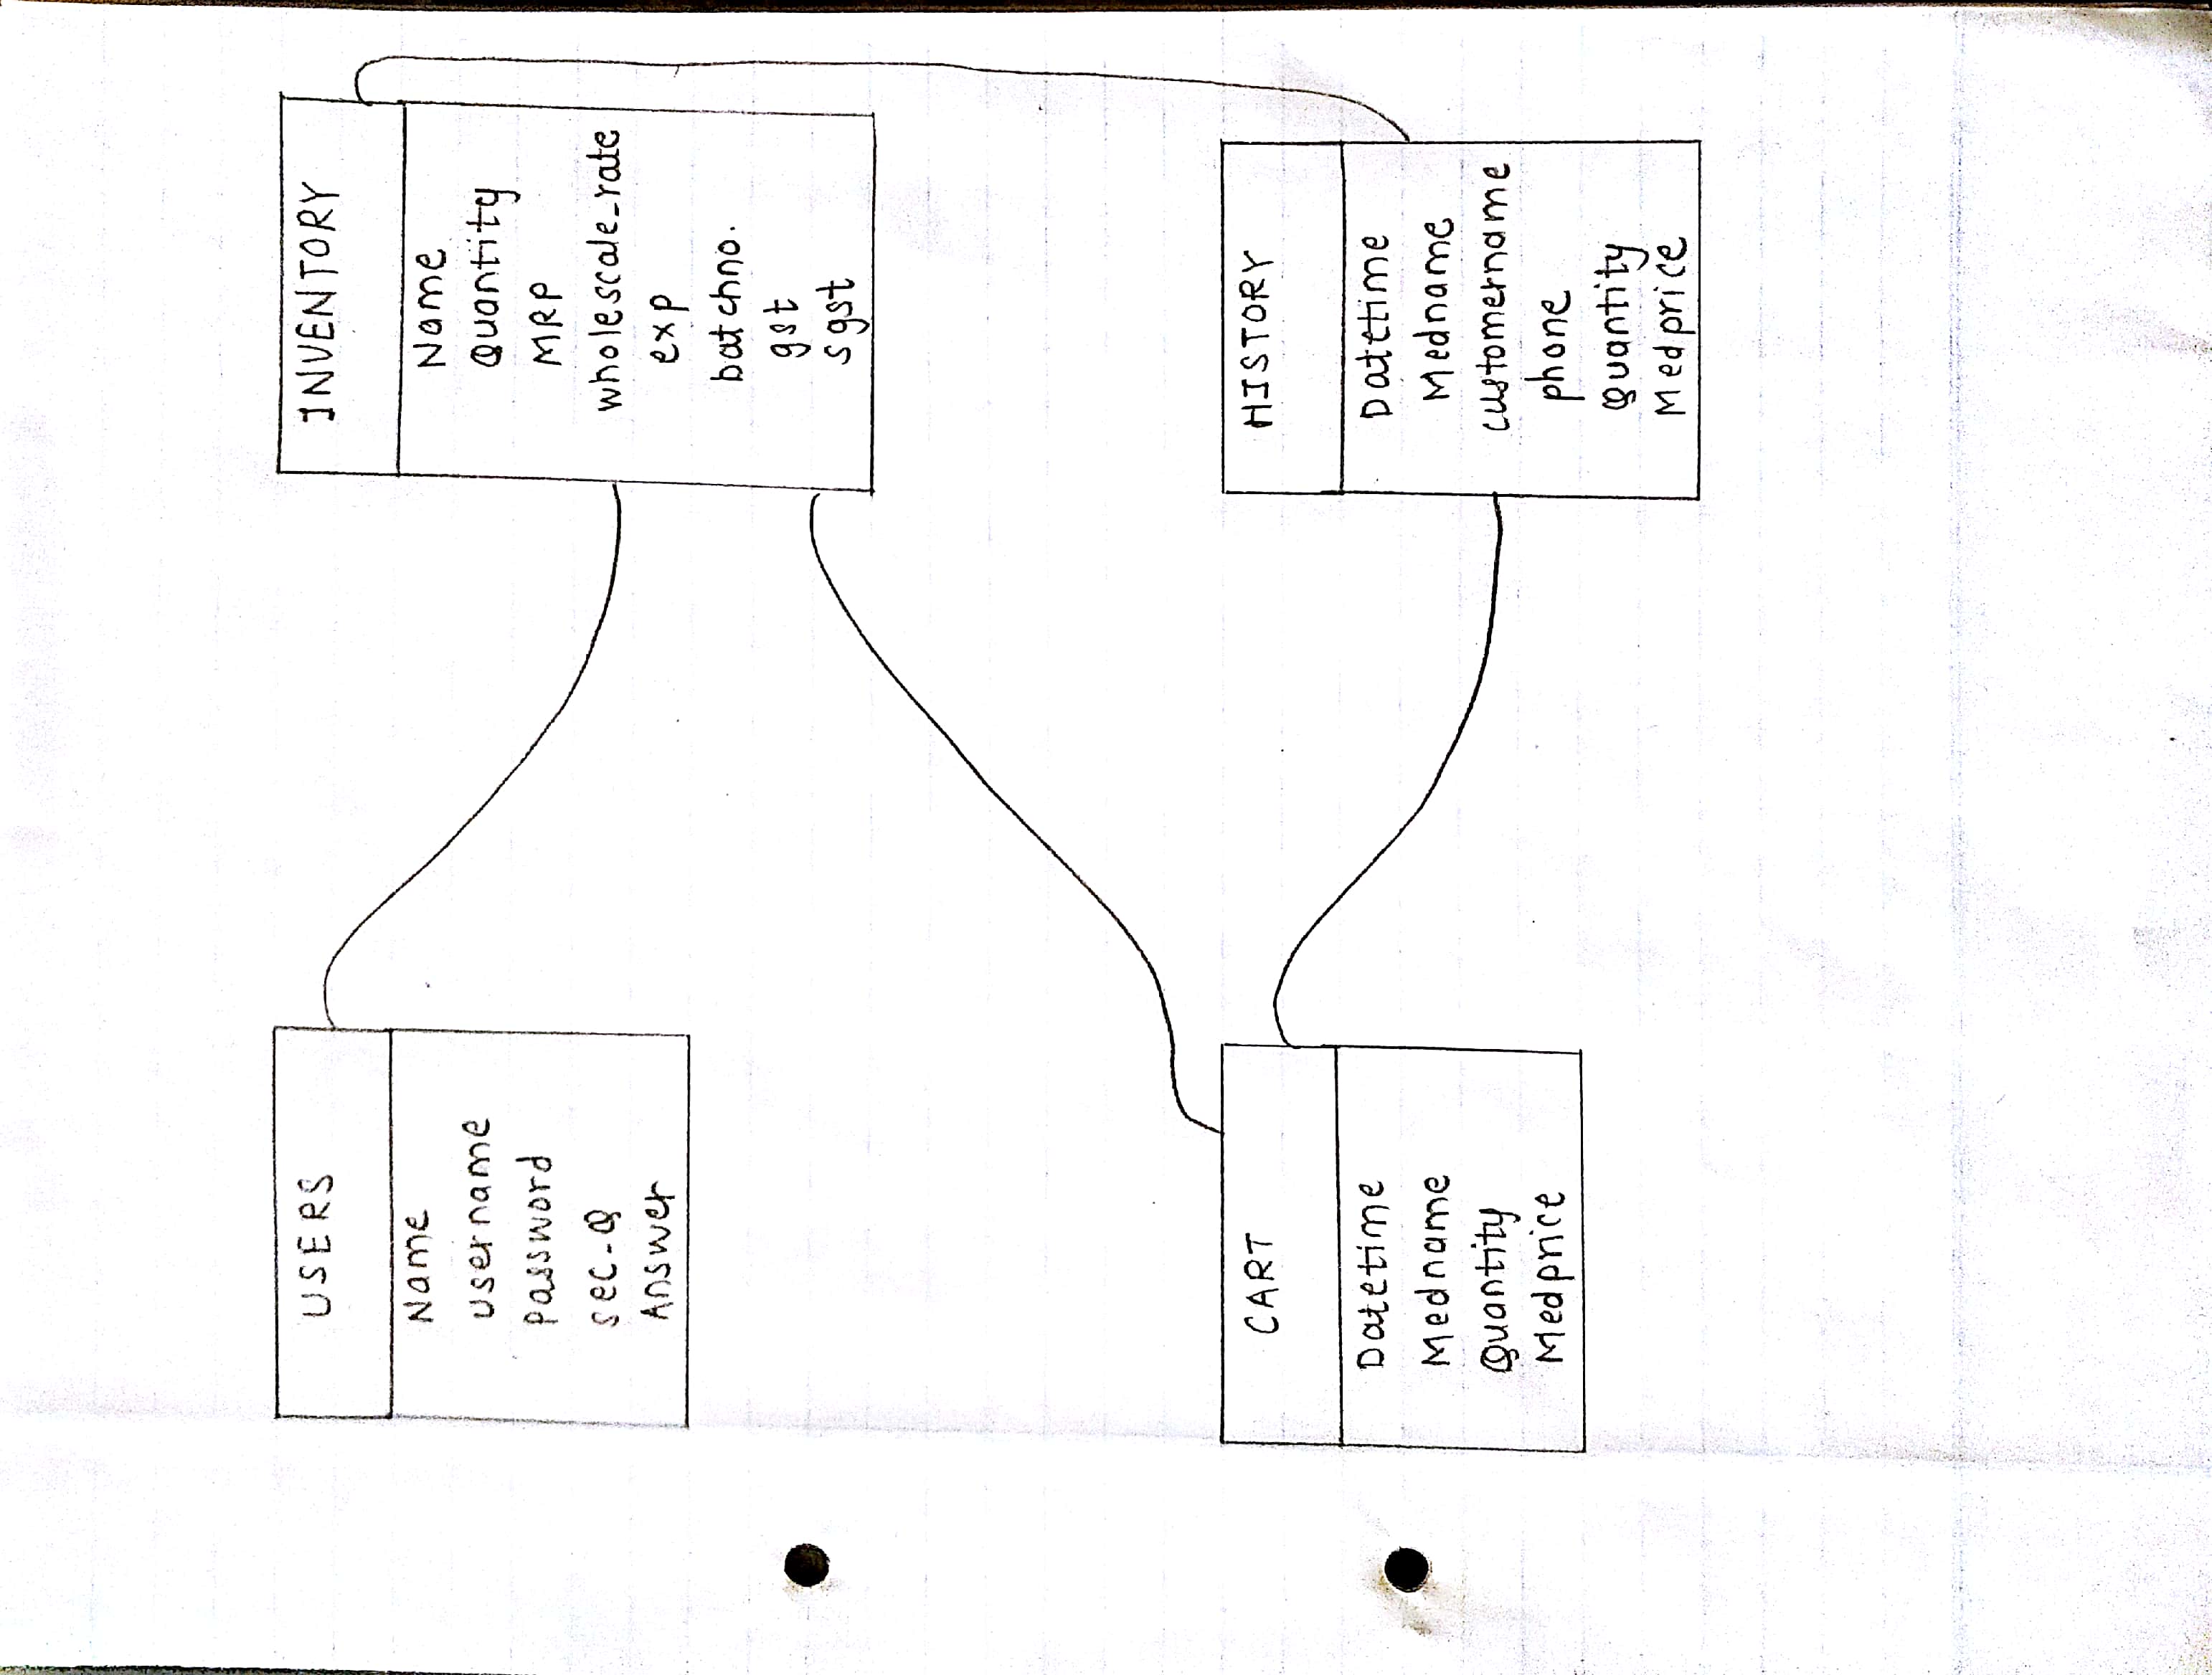 USERS
Name
username
password
sec-Q
Answer
INVENTORY
Name
Quantity
MRP
wholescale_rate
exp
batchno.
gst
sgst
CART
Datetime
Medname
Quantity
Medprice
HISTORY
Datetime
Medname
customername
phone
Quantity
Medprice